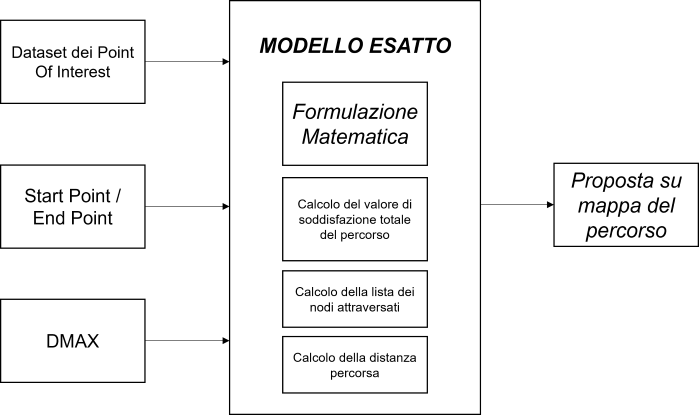 Dataset dei Point
Of Interest
Start Point /
End Point
DMAX
MODELLO ESATTO
Formulazione
Matematica
Calcolo del valore di
soddisfazione totale
del percorso
Calcolo della lista dei
nodi attraversati
Calcolo della distanza
percorsa
Proposta su
mappa del
percorso